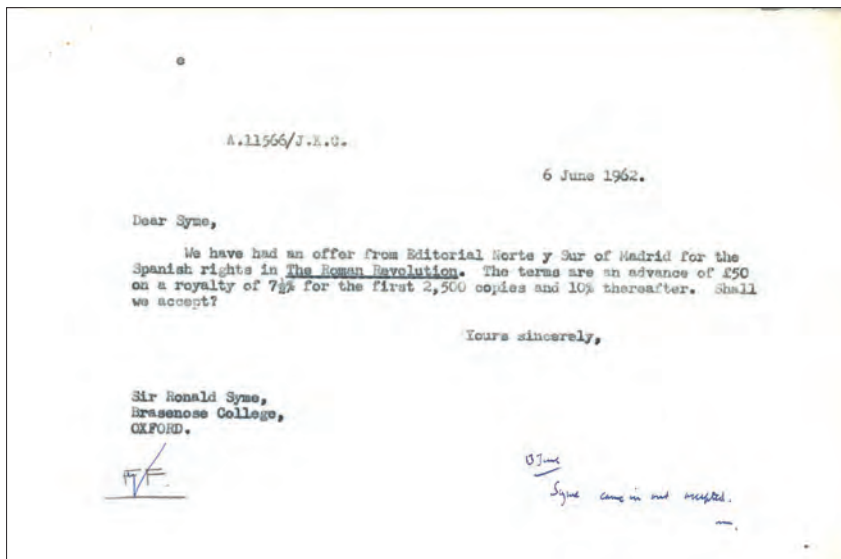 A.11566/J.K.C.
6 June 1962.
Dear Syme,
We have had an offer from Editorial Norte y Sur of Madrid for the
Spanish rights in The Roman Revolution. The terms are an advance of £50
on a royalty of 7½% for the first 2,500 copies and 10% thereafter. Shall
we accept?
Yours sincerely,
Sir Ronald Syme,
Brasenose College,
OXFORD.
13 June
Syme came in and accepted.